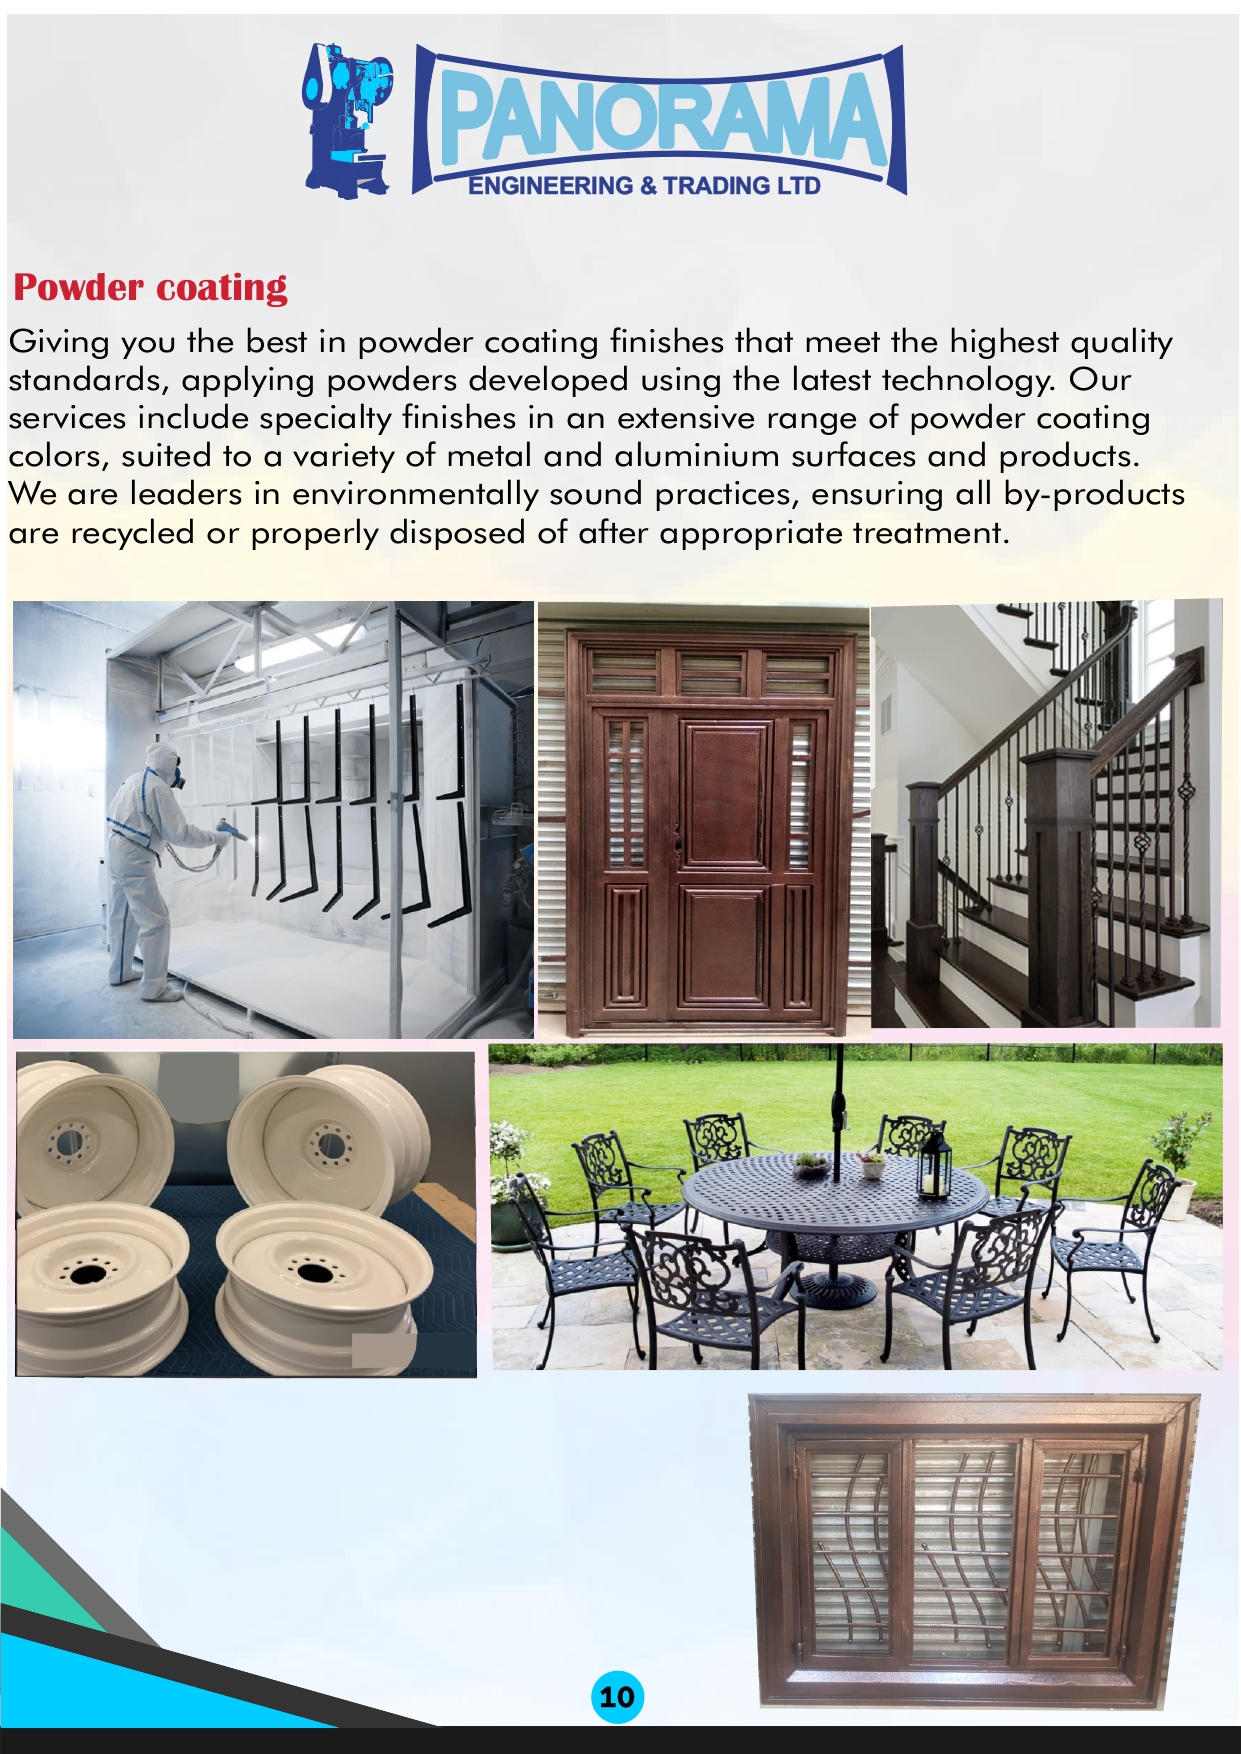 PANORAMA
ENGINEERING & TRADING LTD
Powder coating
Giving you the best in powder coating finishes that meet the highest quality
standards, applying powders developed using the latest technology. Our
services include specialty finishes in an extensive range of powder coating
colors, suited to a variety of metal and aluminium surfaces and products.
We are leaders in environmentally sound practices, ensuring all by-products
are recycled or properly disposed of after appropriate treatment.
10